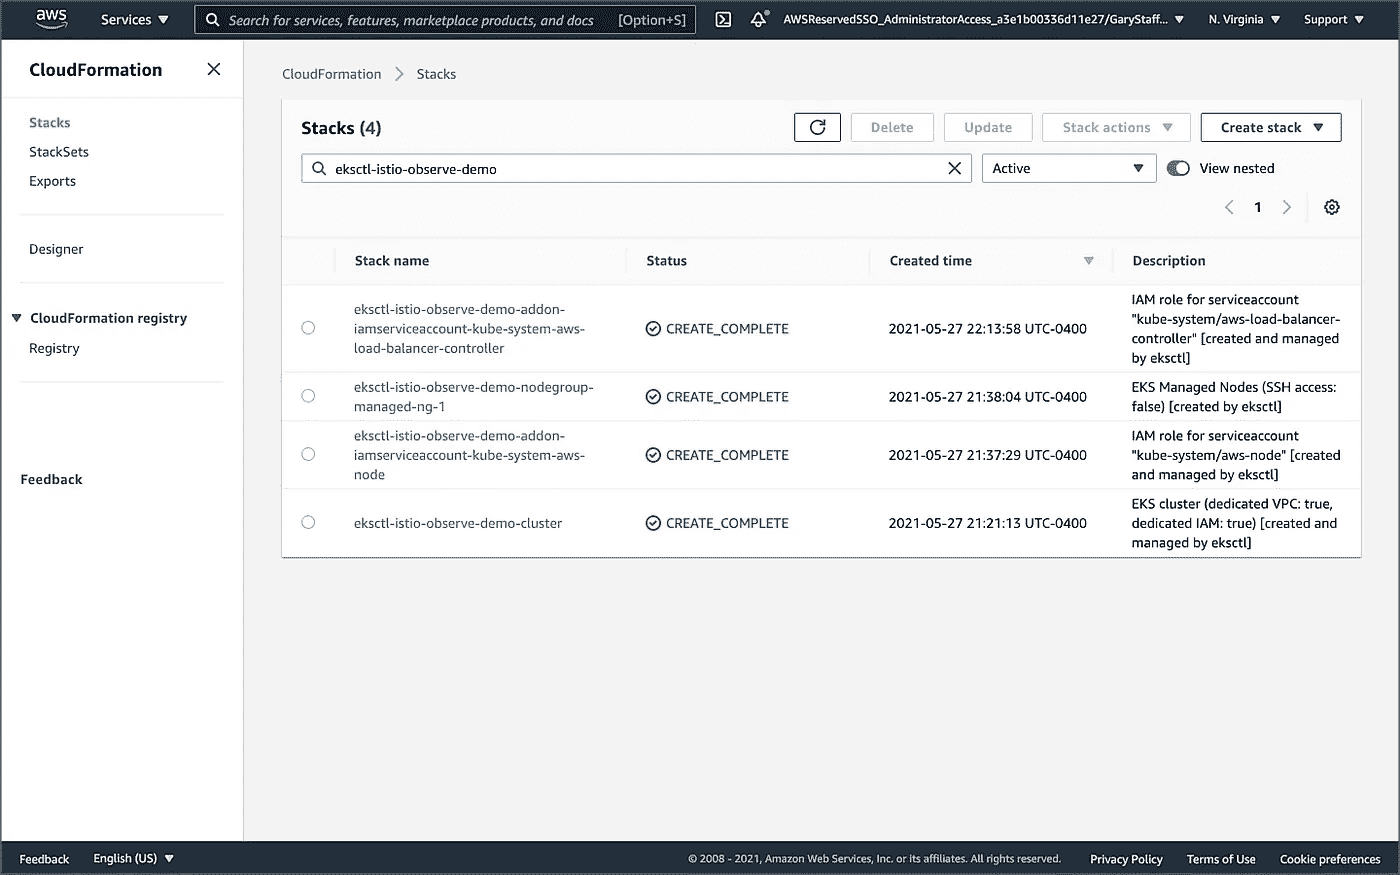 aws
Services
Search for services, features, marketplace products, and docs [Option+S]
AWSReservedSSO_AdministratorAccess_a3e1b00336d11e27/GaryStaff...
N. Virginia
Support
CloudFormation
Stacks
StackSets
Exports
Designer
CloudFormation registry
Registry
Feedback
CloudFormation > Stacks
Stacks (4)
Delete
Update
Stack actions
Create stack
eksctl-istio-observe-demo
Active
View nested
1
Stack name Status Created time Description
eksctl-istio-observe-demo-addon-
iamserviceaccount-kube-system-aws-
load-balancer-controller
CREATE_COMPLETE
2021-05-27 22:13:58 UTC-0400
IAM role for serviceaccount
"kube-system/aws-load-balancer-
controller" [created and managed
by eksctl]
eksctl-istio-observe-demo-nodegroup-
managed-ng-1
CREATE_COMPLETE
2021-05-27 21:38:04 UTC-0400
EKS Managed Nodes (SSH access:
false) [created by eksctl]
eksctl-istio-observe-demo-addon-
iamserviceaccount-kube-system-aws-
node
CREATE_COMPLETE
2021-05-27 21:37:29 UTC-0400
IAM role for serviceaccount
"kube-system/aws-node" [created
and managed by eksctl]
eksctl-istio-observe-demo-cluster
CREATE_COMPLETE
2021-05-27 21:21:13 UTC-0400
EKS cluster (dedicated VPC: true,
dedicated IAM: true) [created and
managed by eksctl]
Feedback
English (US)
© 2008 - 2021, Amazon Web Services, Inc. or its affiliates. All rights reserved.
Privacy Policy
Terms of Use
Cookie preferences